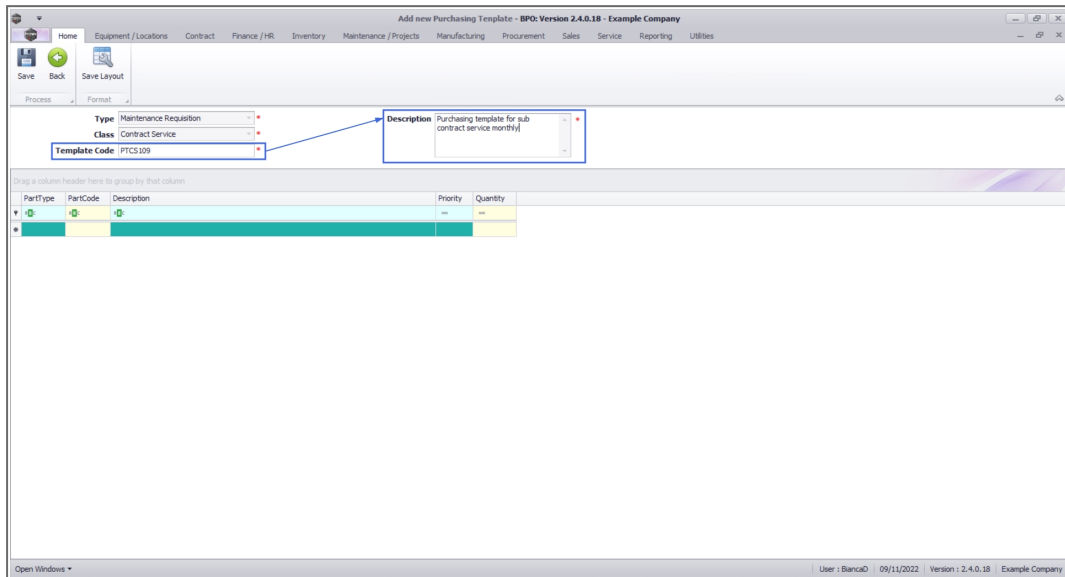 Add new Purchasing Tenplate - BPO: Version 2.4.0.18 - Example Company
Home Equipment / Locations Contract Finance / HR Inventory Maintenance / Projects Manufacturing Procurement Sales Service Reporting Utilities
Save Back Save Layout
Process Format
Type Maintenance Requisition *
Class Contract Service *
Template Code PTCS109 *
Description Purchasing template for sub *
contract service monthly
Drag a column header here to group by that column
PartType PartCode Description Priority Quantity
Open Windows
User : BiancaD 09/11/2022 Version : 2.4.0.18 Example Company